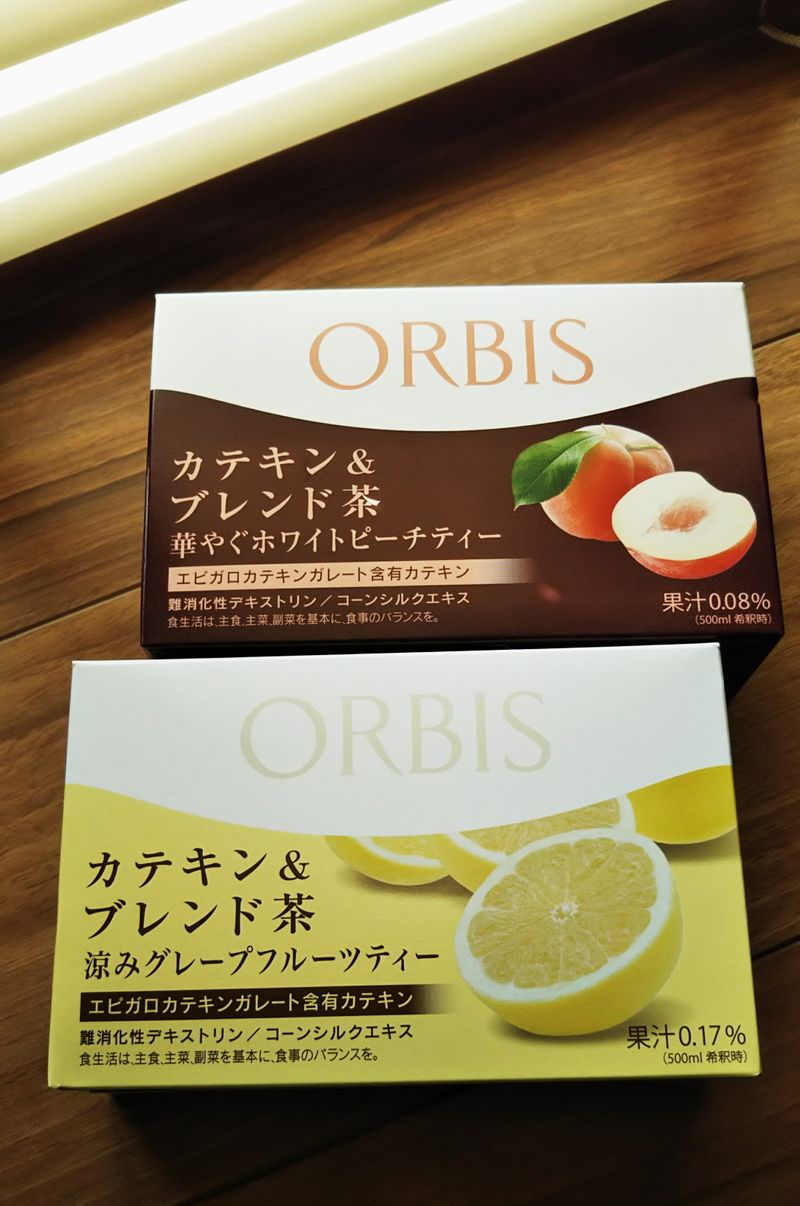 ORBIS
カテキン&
ブレンド茶
華やぐホワイトピーチティー
エピガロカテキンガレート含有カテキン
難消化性デキストリン/コーンシルクエキス
食生活は、主食、主菜、副菜を基本に、食事のバランスを。
果汁0.08%
(500ml 希釈時)
ORBIS
カテキン&
ブレンド茶
涼みグレープフルーツティー
エピガロカテキンガレート含有カテキン
難消化性デキストリン/コーンシルクエキス
食生活は、主食、主菜、副菜を基本に、食事のバランスを。
果汁0.17%
(500ml 希釈時)